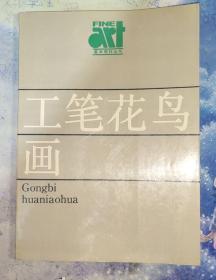 FINE
art
工笔花鸟
画
Gongbi
huaniaohua